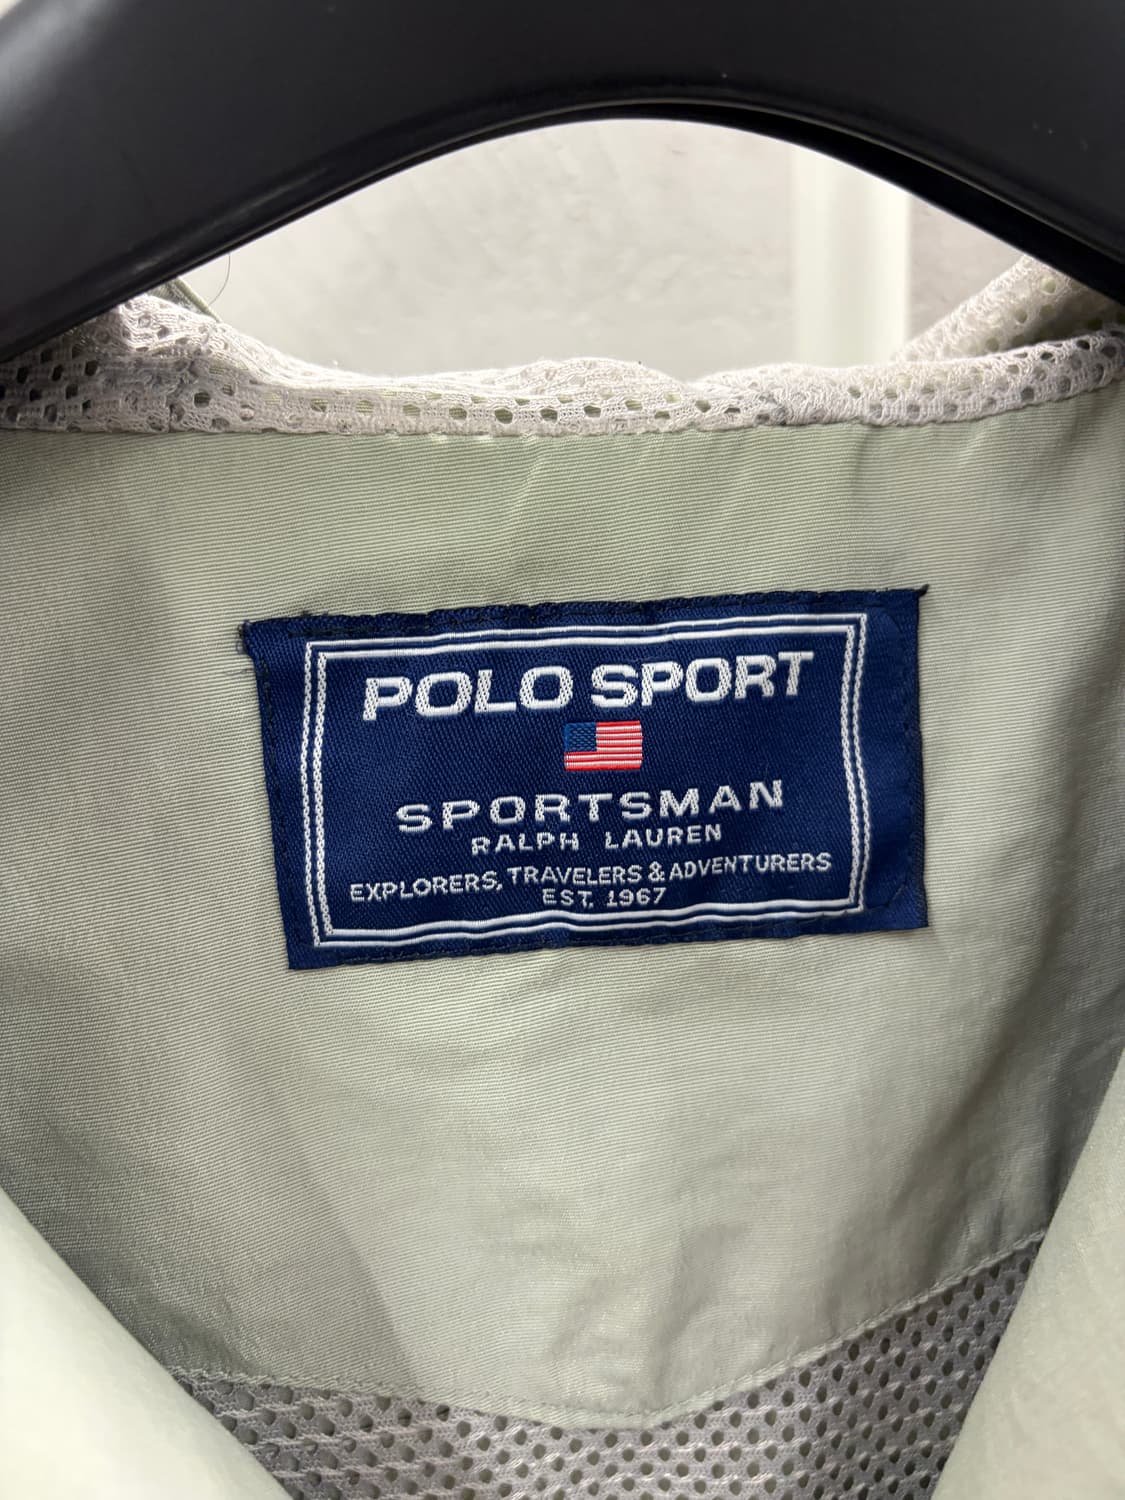 POLO SPORT
SPORTSMAN
RALPH LAUREN
EXPLORERS, TRAVELERS & ADVENTURERS
EST. 1967